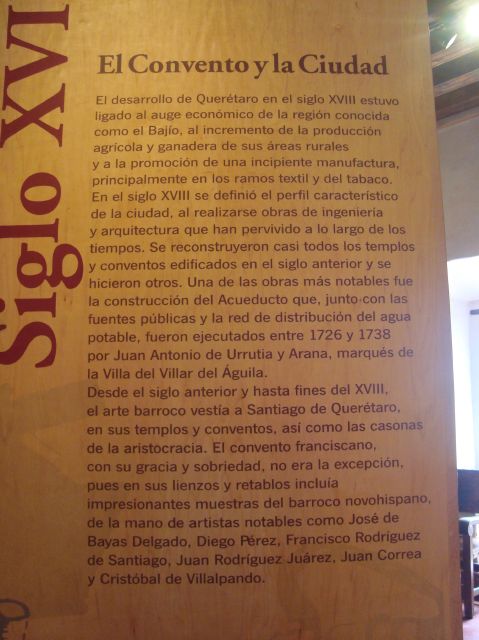 Siglo XVI
El Convento y la Ciudad
El desarrollo de Querétaro en el siglo XVIII estuvo
ligado al auge económico de la región conocida
como el Bajío, al incremento de la producción
agrícola y ganadera de sus áreas rurales
y a la promoción de una incipiente manufactura,
principalmente en los ramos textil y del tabaco.
En el siglo XVIII se definió el perfil característico
de la ciudad, al realizarse obras de ingeniería
y arquitectura que han pervivido a lo largo de los
tiempos. Se reconstruyeron casi todos los templos
y conventos edificados en el siglo anterior y se
hicieron otros. Una de las obras más notables fue
la construcción del Acueducto que, junto con las
fuentes públicas y la red de distribución del agua
potable, fueron ejecutados entre 1726 y 1738
por Juan Antonio de Urrutia y Arana, marqués de
la Villa del Villar del Águila.
Desde el siglo anterior y hasta fines del XVIII,
el arte barroco vestía a Santiago de Querétaro,
en sus templos y conventos, así como las casonas
de la aristocracia. El convento franciscano,
con su gracia y sobriedad, no era la excepción,
pues en sus lienzos y retablos incluía
impresionantes muestras del barroco novohispano,
de la mano de artistas notables como José de
Bayas Delgado, Diego Pérez, Francisco Rodríguez
de Santiago, Juan Rodríguez Juárez, Juan Correa
y Cristóbal de Villalpando.